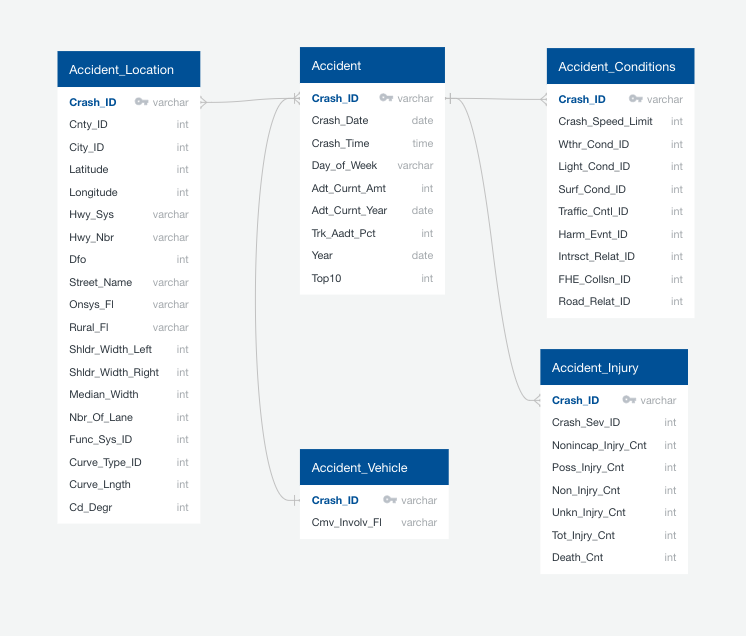 Accident_Location
Crash_ID varchar
Cnty_ID int
City_ID int
Latitude int
Longitude int
Hwy_Sys varchar
Hwy_Nbr varchar
Dfo int
Street_Name varchar
Onsys_Fl varchar
Rural_Fl varchar
Shldr_Width_Left int
Shldr_Width_Right int
Median_Width int
Nbr_Of_Lane int
Func_Sys_ID int
Curve_Type_ID int
Curve_Lngth int
Cd_Degr int
Accident
Crash_ID varchar
Crash_Date date
Crash_Time time
Day_of_Week varchar
Adt_Curnt_Amt int
Adt_Curnt_Year date
Trk_Aadt_Pct int
Year date
Top10 int
Accident_Vehicle
Crash_ID varchar
Cmv_Involv_Fl varchar
Accident_Conditions
Crash_ID varchar
Crash_Speed_Limit int
Wthr_Cond_ID int
Light_Cond_ID int
Surf_Cond_ID int
Traffic_Cntl_ID int
Harm_Evnt_ID int
Intrsct_Relat_ID int
FHE_Collsn_ID int
Road_Relat_ID int
Accident_Injury
Crash_ID varchar
Crash_Sev_ID int
Nonincap_Injry_Cnt int
Poss_Injry_Cnt int
Non_Injry_Cnt int
Unkn_Injry_Cnt int
Tot_Injry_Cnt int
Death_Cnt int